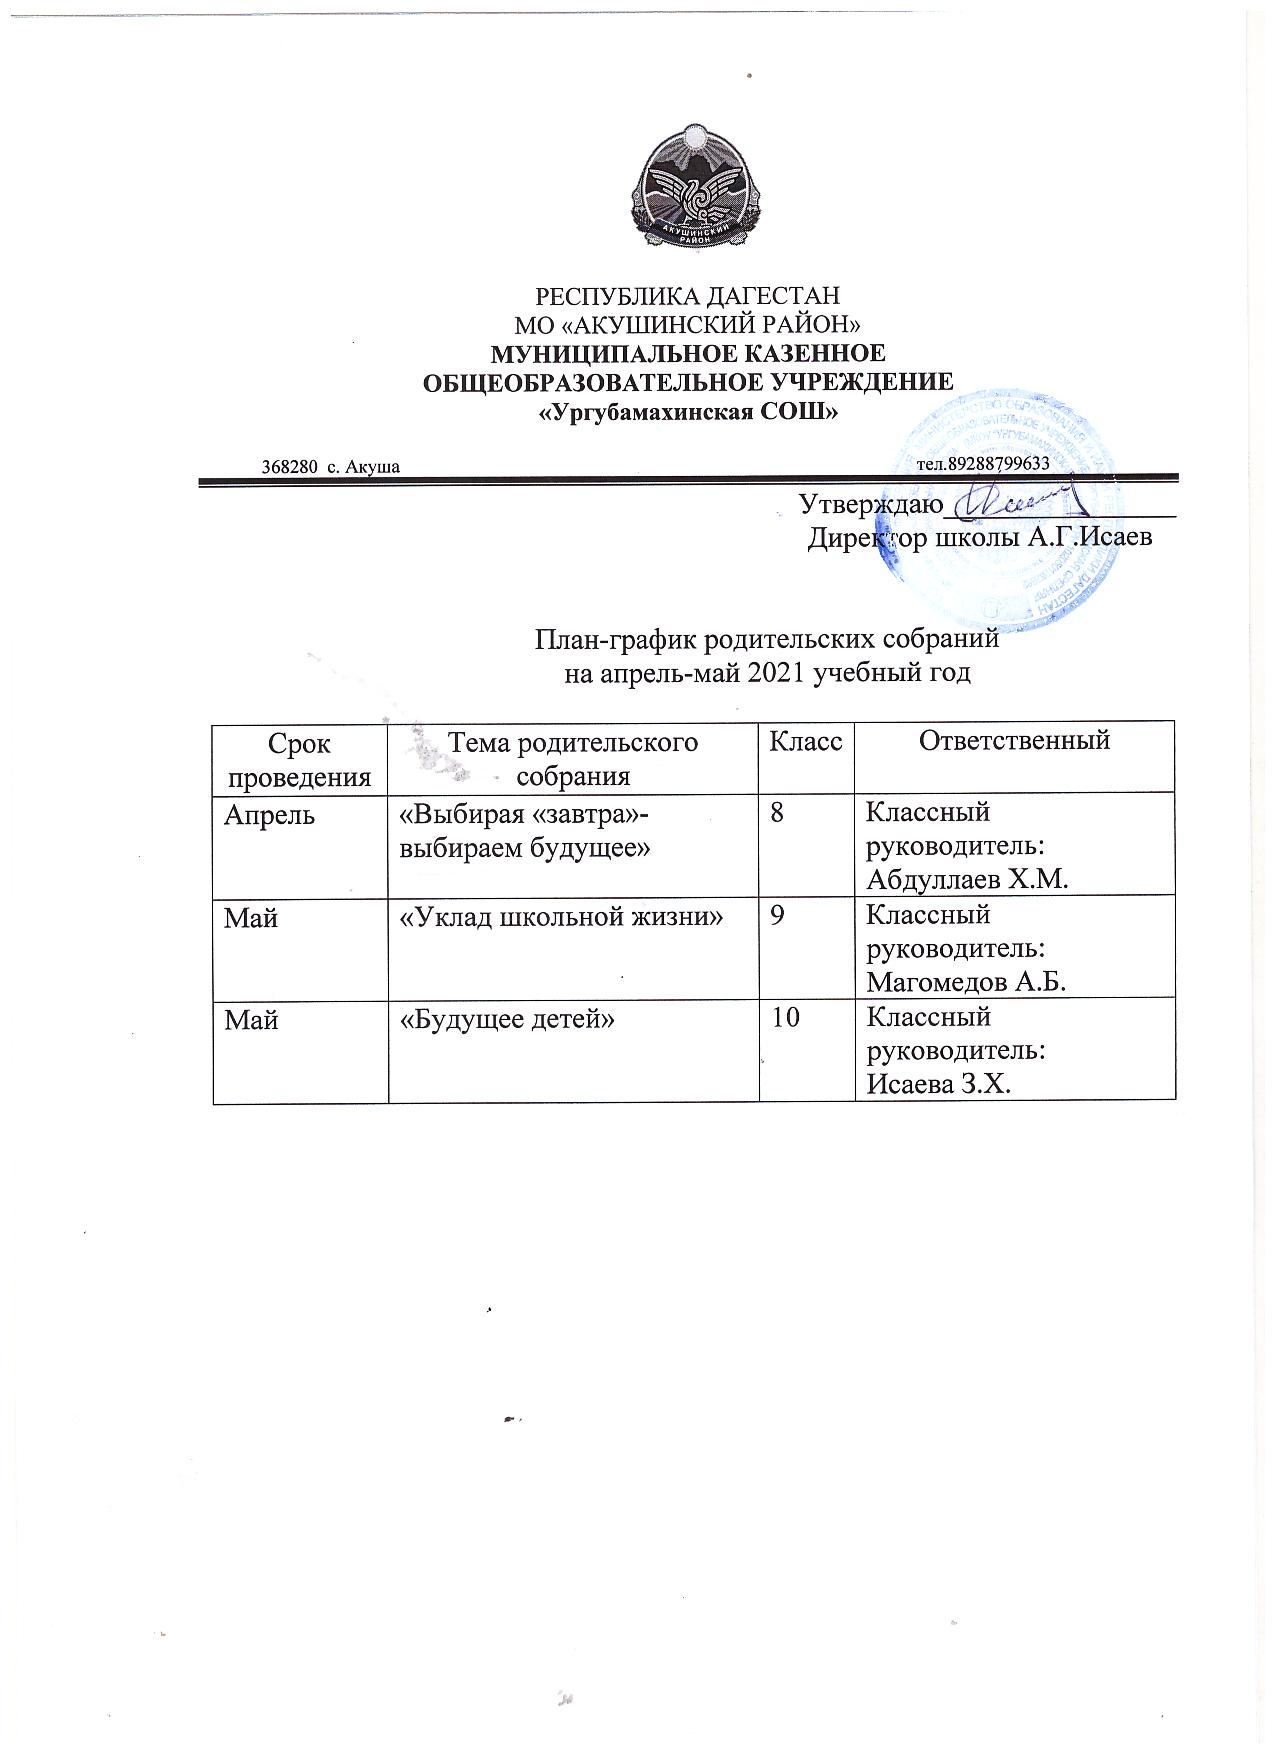 АКУШИНСКИЙ
РАЙОН
РЕСПУБЛИКА ДАГЕСТАН
МО «АКУШИНСКИЙ РАЙОН»
МУНИЦИПАЛЬНОЕ КАЗЕННОЕ
ОБЩЕОБРАЗОВАТЕЛЬНОЕ УЧРЕЖДЕНИЕ
«Ургубамахинская СОШ»
368280 с. Акуша тел.89288799633
Утверждаю
Директор школы А.Г.Исаев
План-график родительских собраний
на апрель-май 2021 учебный год
Срок проведения Тема родительского собрания Класс Ответственный
Апрель «Выбирая «завтра»- 8 Классный
выбираем будущее» руководитель:
Абдуллаев Х.М.
Май «Уклад школьной жизни» 9 Классный
руководитель:
Магомедов А.Б.
Май «Будущее детей» 10 Классный
руководитель:
Исаева З.Х.